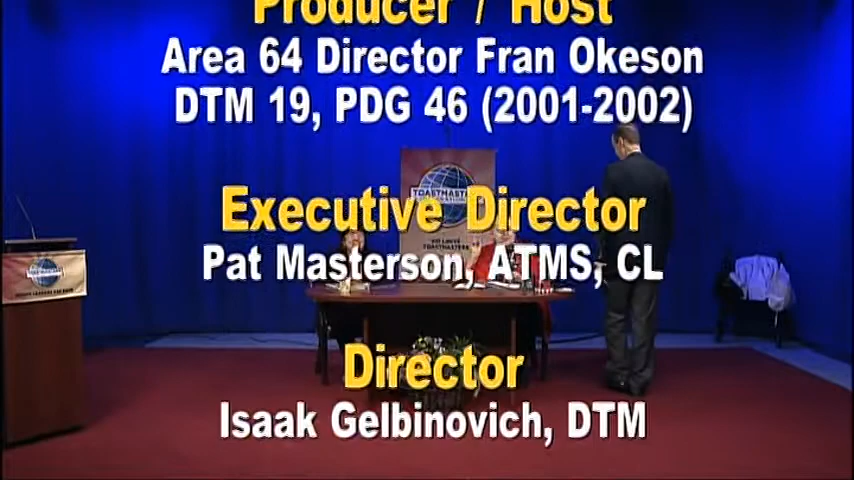 Producer / Host
Area 64 Director Fran Okeson
DTM 19, PDG 46 (2001-2002)
TOASTMASTERS
Executive Director
Pat Masterson, ATMS, CL
Director
Isaak Gelbinovich, DTM